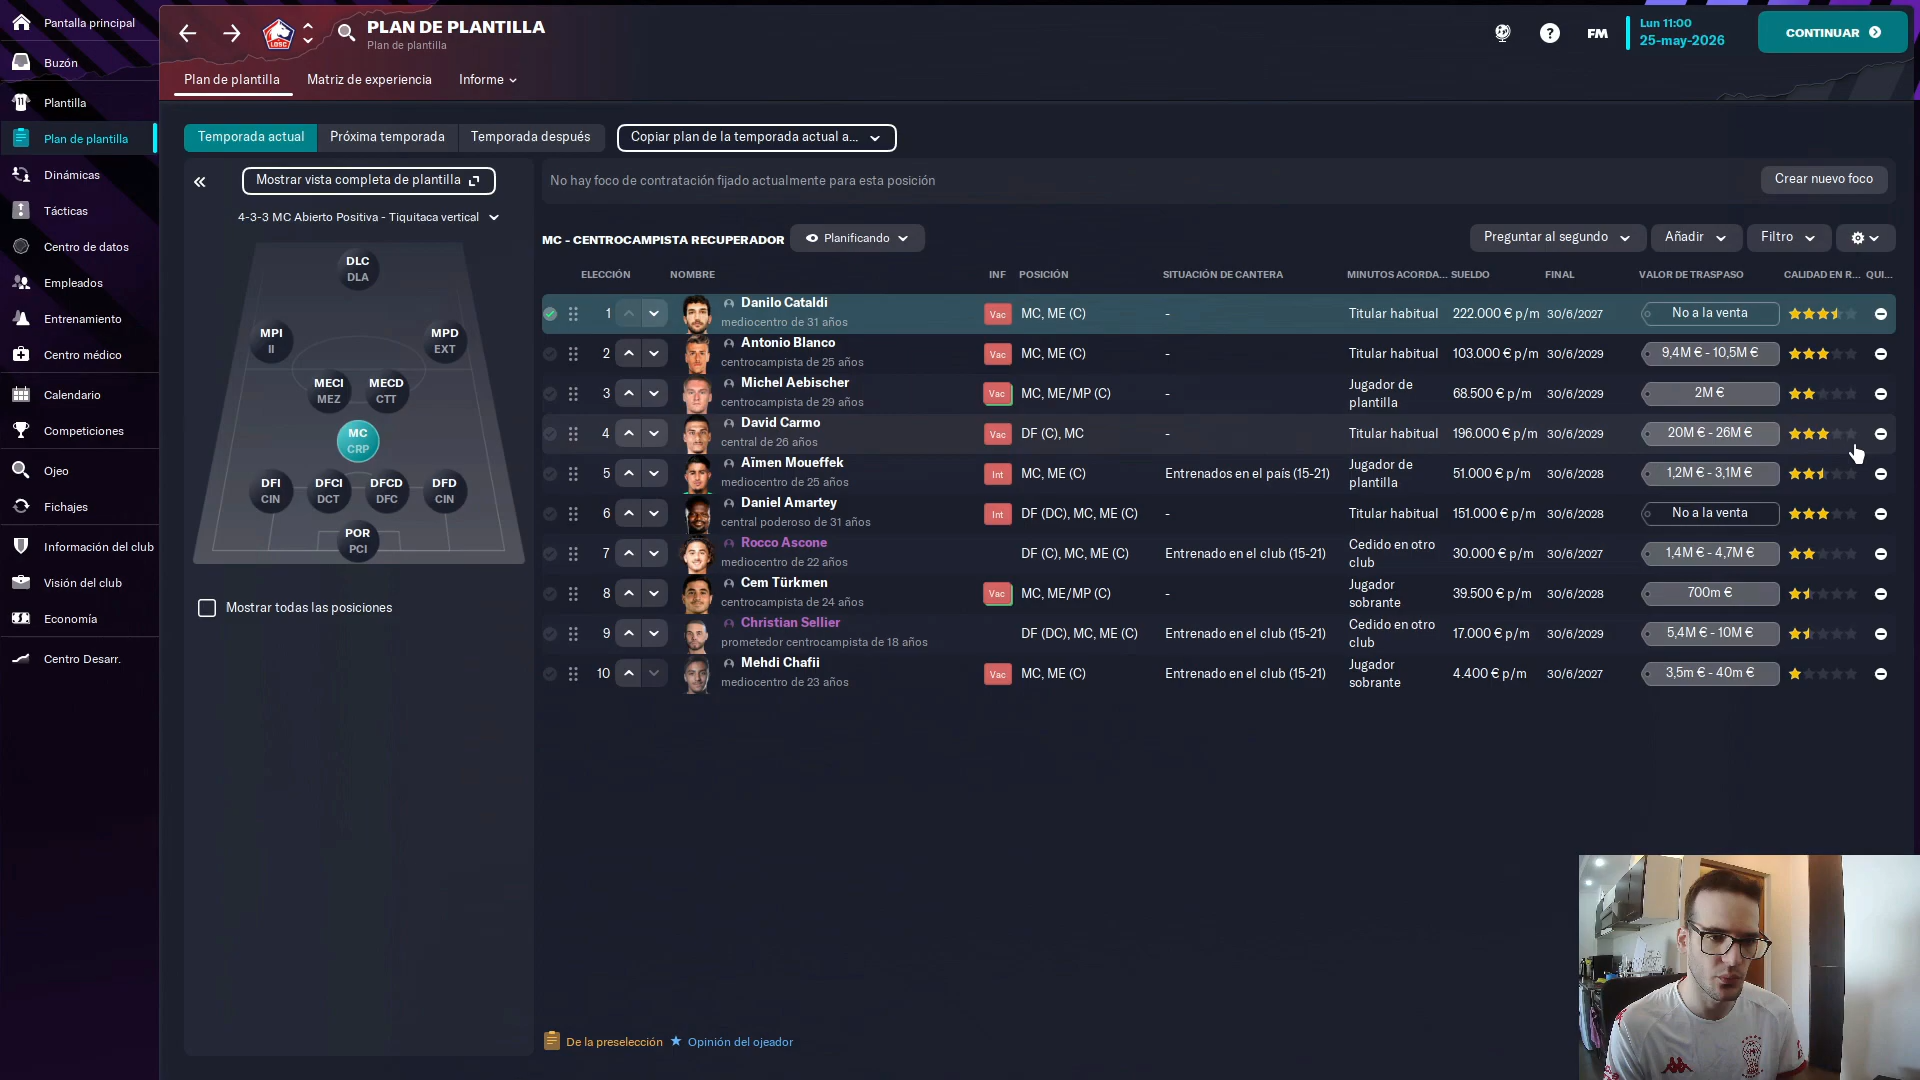 Pantalla principal
Buzón
Plantilla
Plan de plantilla
Dinámicas
Tácticas
Centro de datos
Empleados
Entrenamiento
Centro médico
Calendario
Competiciones
Ojeo
Fichajes
Información del club
Visión del club
Economía
Centro Desarr.
LOSC
PLAN DE PLANTILLA
Plan de plantilla
FM
Lun 11:00
25-may-2026
CONTINUAR
Plan de plantilla
Matriz de experiencia
Informe
Temporada actual
Próxima temporada
Temporada después
Copiar plan de la temporada actual a...
Mostrar vista completa de plantilla
4-3-3 MC Abierto Positiva - Tiquitaca vertical
DLC
DLA
MPI
II
MPD
EXT
MECI
MEZ
MECD
CTT
MC
CRP
DFI
CIN
DFCI
DCT
DFCD
DFC
DFD
CIN
POR
PCI
Mostrar todas las posiciones
No hay foco de contratación fijado actualmente para esta posición
Crear nuevo foco
MC - CENTROCAMPISTA RECUPERADOR
Planificando
Preguntar al segundo
Añadir
Filtro
ELECCIÓN NOMBRE INF POSICIÓN SITUACIÓN DE CANTERA MINUTOS ACORDA... SUELDO FINAL VALOR DE TRASPASO CALIDAD EN R... QUI...
1 Danilo Cataldi Vac MC, ME (C) - Titular habitual 222.000 € p/m 30/6/2027 No a la venta
mediocentro de 31 años
2 Antonio Blanco Vac MC, ME (C) - Titular habitual 103.000 € p/m 30/6/2029 9,4M € - 10,5M €
centrocampista de 25 años
3 Michel Aebischer Vac MC, ME/MP (C) - Jugador de plantilla 68.500 € p/m 30/6/2029 2M €
centrocampista de 29 años
4 David Carmo Vac DF (C), MC - Titular habitual 196.000 € p/m 30/6/2029 20M € - 26M €
central de 26 años
5 Aïmen Moueffek Int MC, ME (C) Entrenados en el país (15-21) Jugador de plantilla 51.000 € p/m 30/6/2028 1,2M € - 3,1M €
mediocentro de 25 años
6 Daniel Amartey Int DF (DC), MC, ME (C) - Titular habitual 151.000 € p/m 30/6/2028 No a la venta
central poderoso de 31 años
7 Rocco Ascone DF (C), MC, ME (C) Entrenado en el club (15-21) Cedido en otro club 30.000 € p/m 30/6/2027 1,4M € - 4,7M €
mediocentro de 22 años
8 Cem Türkmen Vac MC, ME/MP (C) - Jugador sobrante 39.500 € p/m 30/6/2028 700m €
centrocampista de 24 años
9 Christian Sellier DF (DC), MC, ME (C) Entrenado en el club (15-21) Cedido en otro club 17.000 € p/m 30/6/2029 5,4M € - 10M €
prometedor centrocampista de 18 años
10 Mehdi Chafii Vac MC, ME (C) Entrenado en el club (15-21) Jugador sobrante 4.400 € p/m 30/6/2027 3,5m € - 40m €
mediocentro de 23 años
De la preselección
Opinión del ojeador